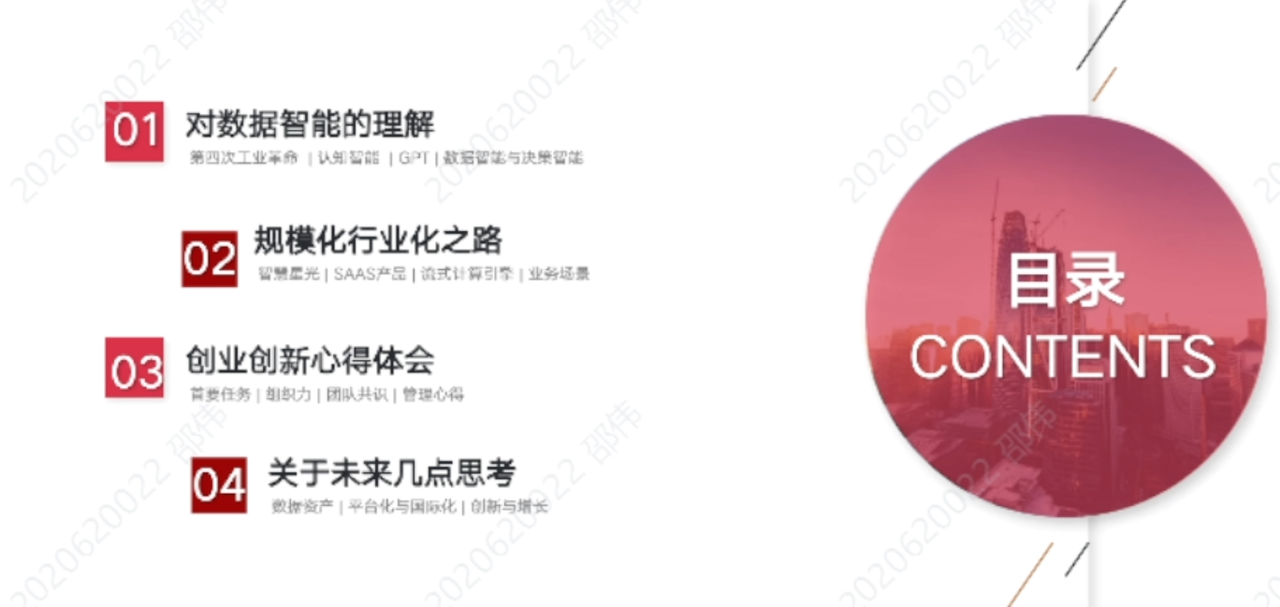 01
对数据智能的理解
第四次工业革命 | 认知智能 | GPT | 数据智能与决策智能
02
规模化行业化之路
智慧星光 | SAAS产品 | 流式计算引擎 | 业务场景
03
创业创新心得体会
首要任务 | 组织力 | 团队共识 | 管理心得
04
关于未来几点思考
数据资产 | 平台化与国际化 | 创新与增长
目录
CONTENTS
2020620022 邵伟
2020620022 邵伟
2020620022 邵伟
2020620022 邵伟
2020620022 邵伟
2020620022 邵伟